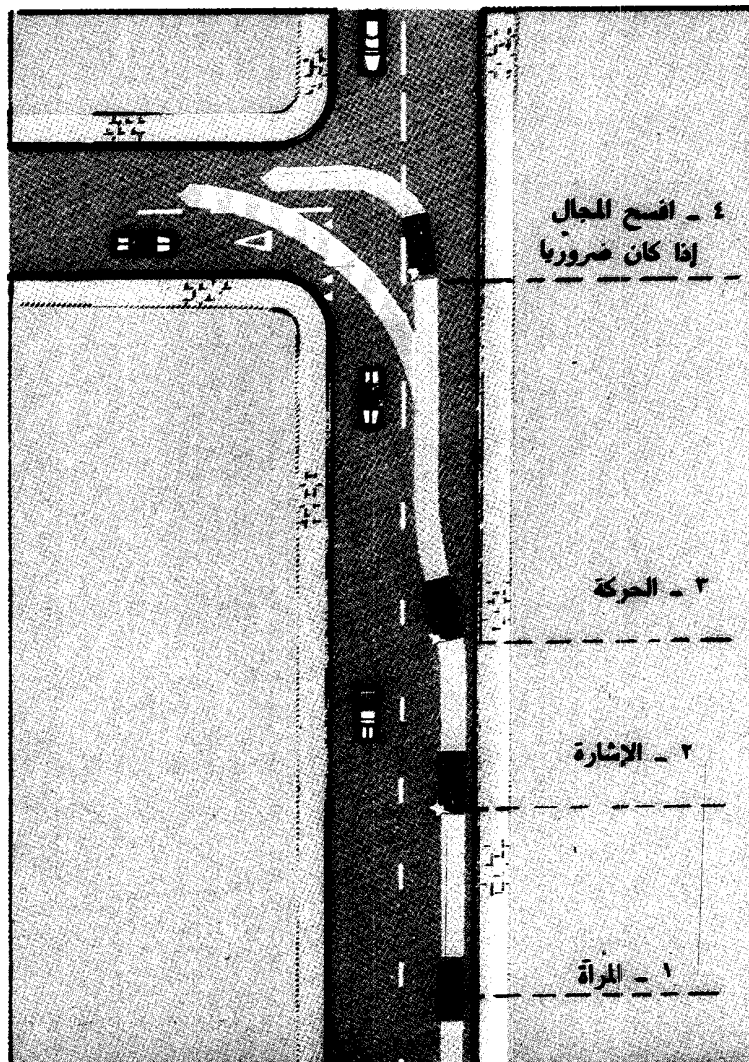 ٤ ـ افسح المجال
إذا كان ضروريا
٣ ـ الحركة
٢ ـ الإشارة
١ ـ المرآة